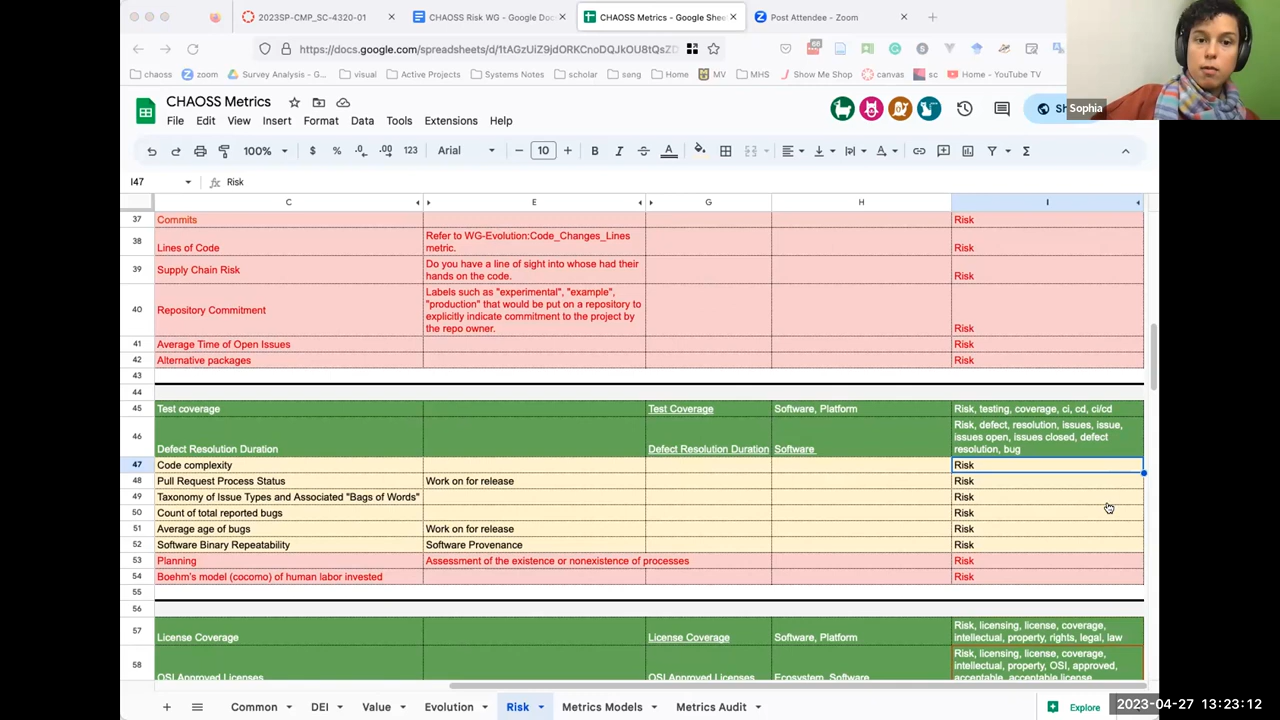 2023SP-CMP_SC-4320-01
CHAOSS Risk WG - Google Doc
CHAOSS Metrics - Google Shee
Post Attendee - Zoom
https://docs.google.com/spreadsheets/d/1tAGzUiZ9jdORKCnoDQJkOU8tQsZD
chaoss
zoom
Survey Analysis - G...
visual
Active Projects
Systems Notes
scholar
seng
Home
MV
MHS
Show Me Shop
canvas
sc
Home - YouTube TV
Sophia
CHAOSS Metrics
File Edit View Insert Format Data Tools Extensions Help
Sh
100% $ % .0 .00 123 Arial 10 B I A
I47 fx Risk
C E G H I
37 Commits Risk
38 Lines of Code
Refer to WG-Evolution:Code_Changes_Lines
metric.
Risk
39 Supply Chain Risk
Do you have a line of sight into whose had their
hands on the code.
Risk
40 Repository Commitment
Labels such as "experimental", "example",
"production" that would be put on a repository to
explicitly indicate commitment to the project by
the repo owner.
Risk
41 Average Time of Open Issues Risk
42 Alternative packages Risk
43
44
45 Test coverage Test Coverage Software, Platform Risk, testing, coverage, ci, cd, ci/cd
46 Defect Resolution Duration Defect Resolution Duration Software
Risk, defect, resolution, issues, issue,
issues open, issues closed, defect
resolution, bug
47 Code complexity Risk
48 Pull Request Process Status Work on for release Risk
49 Taxonomy of Issue Types and Associated "Bags of Words" Risk
50 Count of total reported bugs Risk
51 Average age of bugs Work on for release Risk
52 Software Binary Repeatability Software Provenance Risk
53 Planning Assessment of the existence or nonexistence of processes Risk
54 Boehm's model (cocomo) of human labor invested Risk
55
56
57 License Coverage License Coverage Software, Platform
Risk, licensing, license, coverage,
intellectual, property, rights, legal, law
58 OSI Approved Licenses OSI Approved Licenses Ecosystem, Software
Risk, licensing, license, coverage,
intellectual, property, OSI, approved,
acceptable, acceptable license
Common DEI Value Evolution Risk Metrics Models Metrics Audit
Explore
2023-04-27 13:23:12